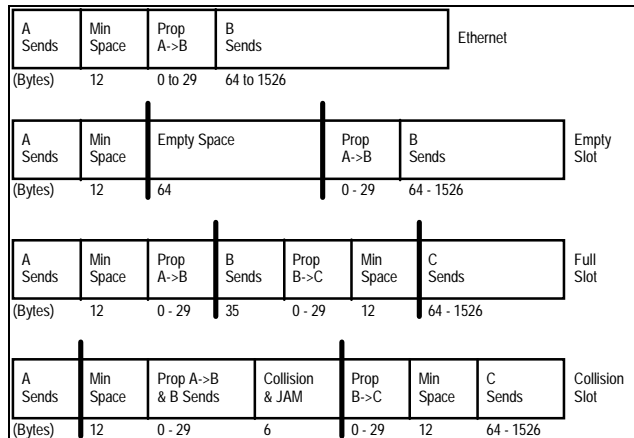 A Sends Min Space Prop A->B B Sends Ethernet
(Bytes) 12 0 to 29 64 to 1526
A Sends Min Space Empty Space Prop A->B B Sends Empty Slot
(Bytes) 12 64 0 - 29 64 - 1526
A Sends Min Space Prop A->B B Sends Prop B->C Min Space C Sends Full Slot
(Bytes) 12 0 - 29 35 0 - 29 12 64 - 1526
A Sends Min Space Prop A->B & B Sends Collision & JAM Prop B->C Min Space C Sends Collision Slot
(Bytes) 12 0 - 29 6 0 - 29 12 64 - 1526